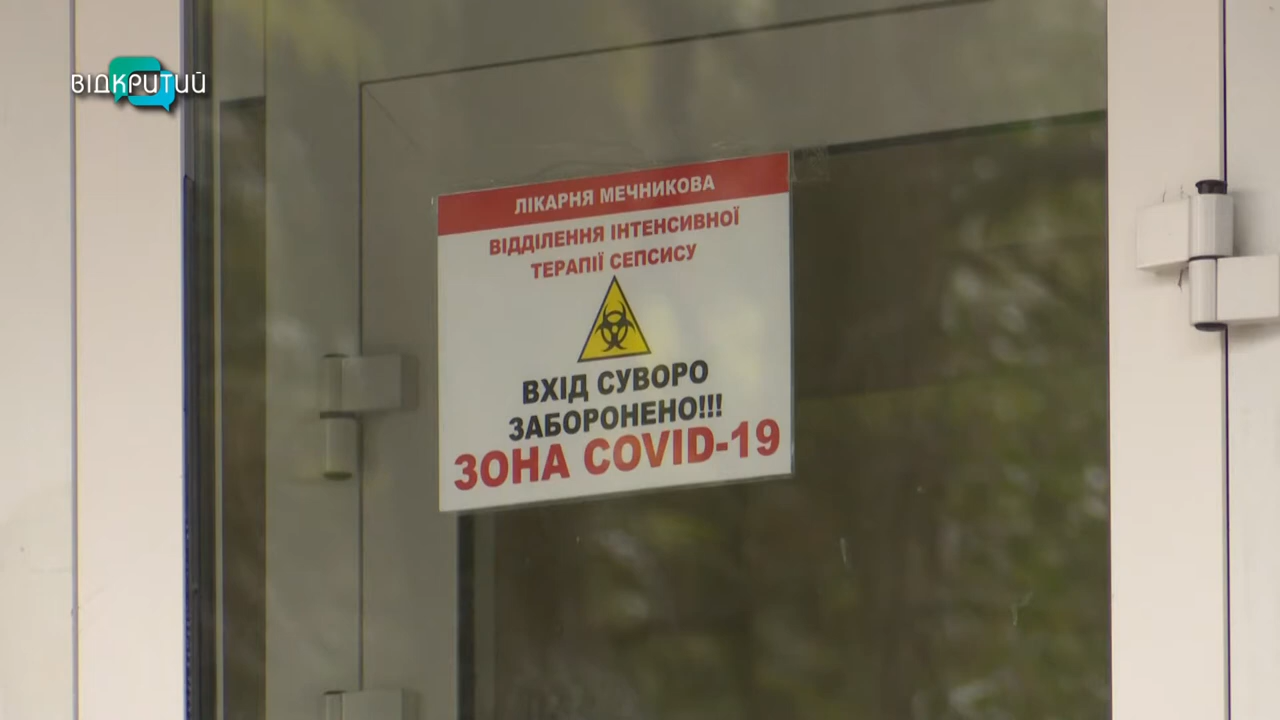 ВІДКРИТИЙ
ЛІКАРНЯ МЕЧНИКОВА
ВІДДІЛЕННЯ ІНТЕНСИВНОЇ
ТЕРАПІЇ СЕПСИСУ
ВХІД СУВОРО
ЗАБОРОНЕНО!!!
ЗОНА COVID-19